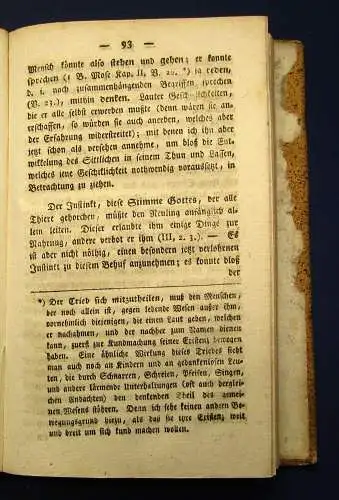 — 93 —
Mensch könnte also stehen und gehen; er konnte
sprechen (1 B. Mose Kap. II, V. 20. *) ja reden,
d. i. nach zusammenhängenden Begriffen sprechen
(V. 23.), mithin denken. Lauter Geschicklichkeiten,
die er alle selbst erwerben mußte (denn wären sie an-
erschaffen, so würden sie auch anerben, welches aber
der Erfahrung widerstreitet); mit denen ich ihn aber
jetzt schon als versehen annehme, um bloß die Ent-
wickelung des Sittlichen in seinem Thun und Lassen,
welches jene Geschicklichkeit nothwendig voraussetzt, in
Betrachtung zu ziehen.
Der Instinkt, diese Stimme Gottes, der alle
Thiere gehorchen, mußte den Neuling anfänglich al-
lein leiten. Dieser erlaubte ihm einige Dinge zur
Nahrung, andere verbot er ihm (III, 2. 3.). — Es
ist aber nicht nöthig, einen besondern jetzt verlohrnen
Instinct zu diesem Behuf anzunehmen; es konnte bloß
der
*) Der Trieb sich mitzutheilen, muß den Menschen,
der noch allein ist, gegen lebende Wesen außer ihm,
vornehmlich diejenigen, die einen Laut geben, welchen
er nachahmen, und der nachher zum Namen dienen
kann, zuerst zur Kundmachung seiner Existenz bewogen
haben. Eine ähnliche Wirkung dieses Triebes sieht
man auch noch an Kindern und an gedankenlosen Leu-
ten, die durch Schnarren, Schreien, Pfeifen, Singen,
und andere lärmende Unterhaltungen (oft auch derglei-
chen Andachten) den denkenden Theil des gemei-
nen Wesens stöhren. Denn ich sehe keinen andern Be-
wegungsgrund hiezu, als daß sie ihre Existenz weit
und breit um sich kund machen wollen.